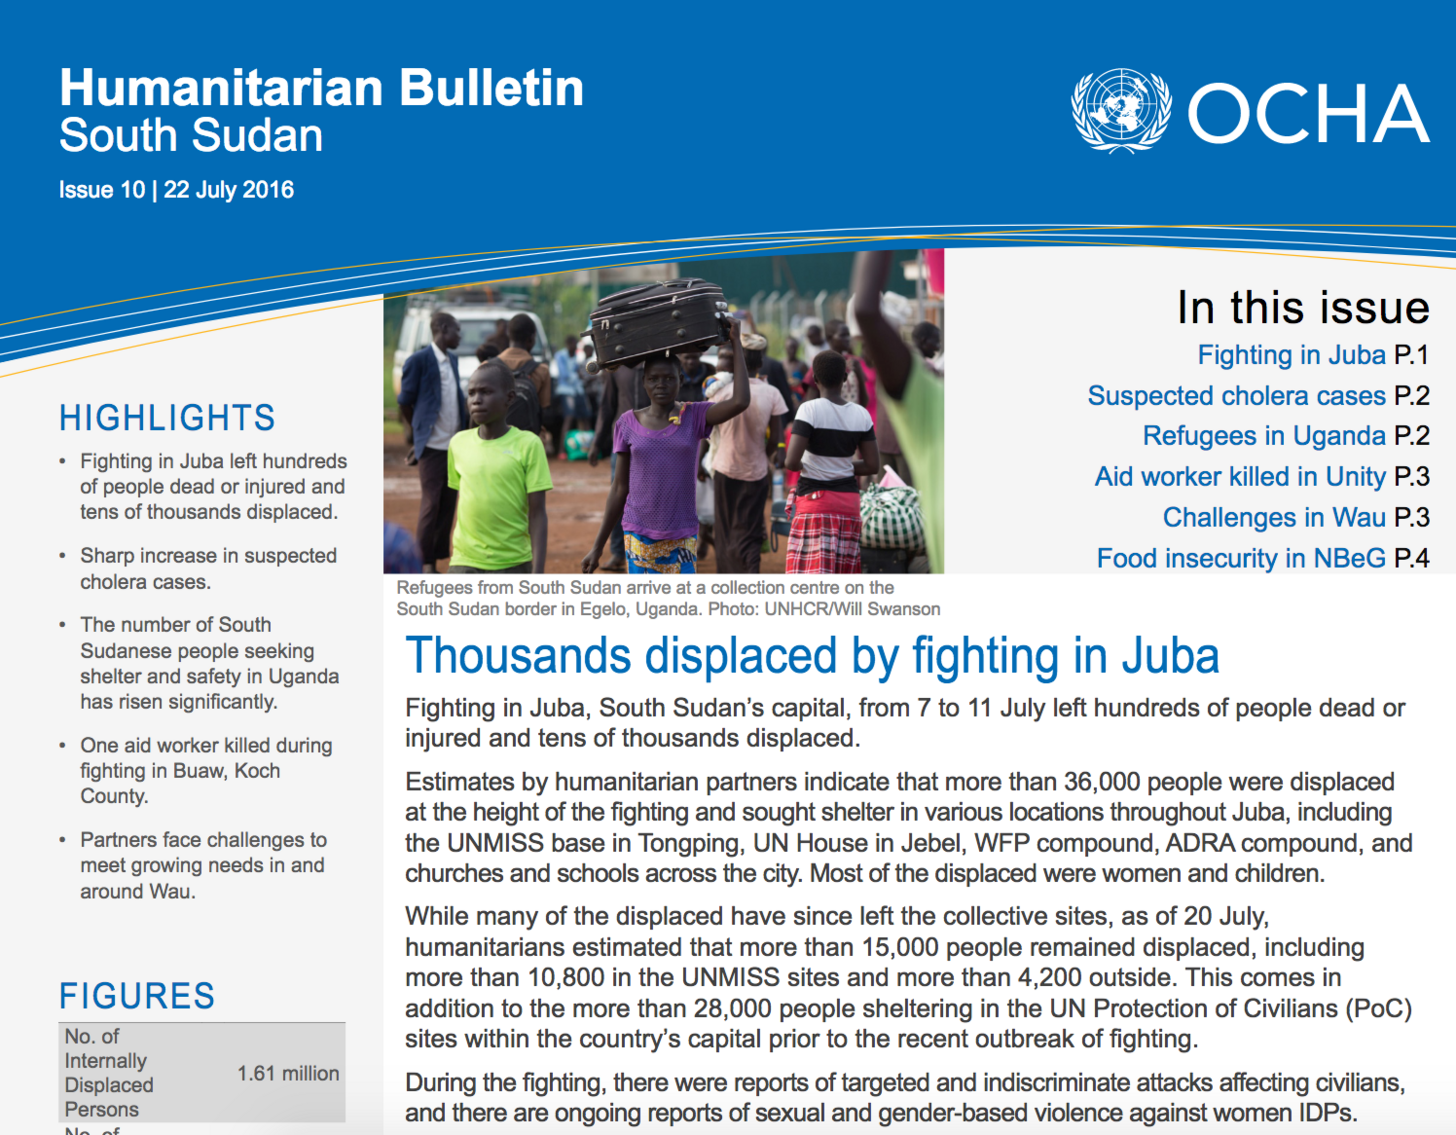 Humanitarian Bulletin
South Sudan
Issue 10 | 22 July 2016
OCHA
In this issue
Fighting in Juba P.1
Suspected cholera cases P.2
Refugees in Uganda P.2
Aid worker killed in Unity P.3
Challenges in Wau P.3
Food insecurity in NBeG P.4
HIGHLIGHTS
• Fighting in Juba left hundreds
of people dead or injured and
tens of thousands displaced.
• Sharp increase in suspected
cholera cases.
• The number of South
Sudanese people seeking
shelter and safety in Uganda
has risen significantly.
• One aid worker killed during
fighting in Buaw, Koch
County.
• Partners face challenges to
meet growing needs in and
around Wau.
FIGURES
No. of
Internally
Displaced
Persons
1.61 million
No. of
Refugees from South Sudan arrive at a collection centre on the
South Sudan border in Egelo, Uganda. Photo: UNHCR/Will Swanson
Thousands displaced by fighting in Juba
Fighting in Juba, South Sudan’s capital, from 7 to 11 July left hundreds of people dead or
injured and tens of thousands displaced.
Estimates by humanitarian partners indicate that more than 36,000 people were displaced
at the height of the fighting and sought shelter in various locations throughout Juba, including
the UNMISS base in Tongping, UN House in Jebel, WFP compound, ADRA compound, and
churches and schools across the city. Most of the displaced were women and children.
While many of the displaced have since left the collective sites, as of 20 July,
humanitarians estimated that more than 15,000 people remained displaced, including
more than 10,800 in the UNMISS sites and more than 4,200 outside. This comes in
addition to the more than 28,000 people sheltering in the UN Protection of Civilians (PoC)
sites within the country’s capital prior to the recent outbreak of fighting.
During the fighting, there were reports of targeted and indiscriminate attacks affecting civilians,
and there are ongoing reports of sexual and gender-based violence against women IDPs.